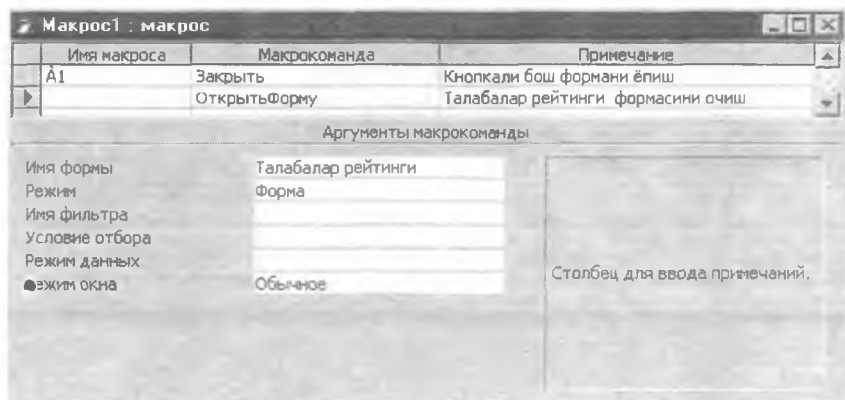 Макрос1 : макрос
Имя макроса Макрокоманда Примечание
À1 Закрыть Кнопкали бош формани ёпиш
ОткрытьФорму Талабалар рейтинги формасини очиш
Аргументы макрокоманды
Имя формы Талабалар рейтинги
Режим Форма
Имя фильтра
Условие отбора
Режим данных
ежим окна Обычное
Столбец для ввода примечаний.